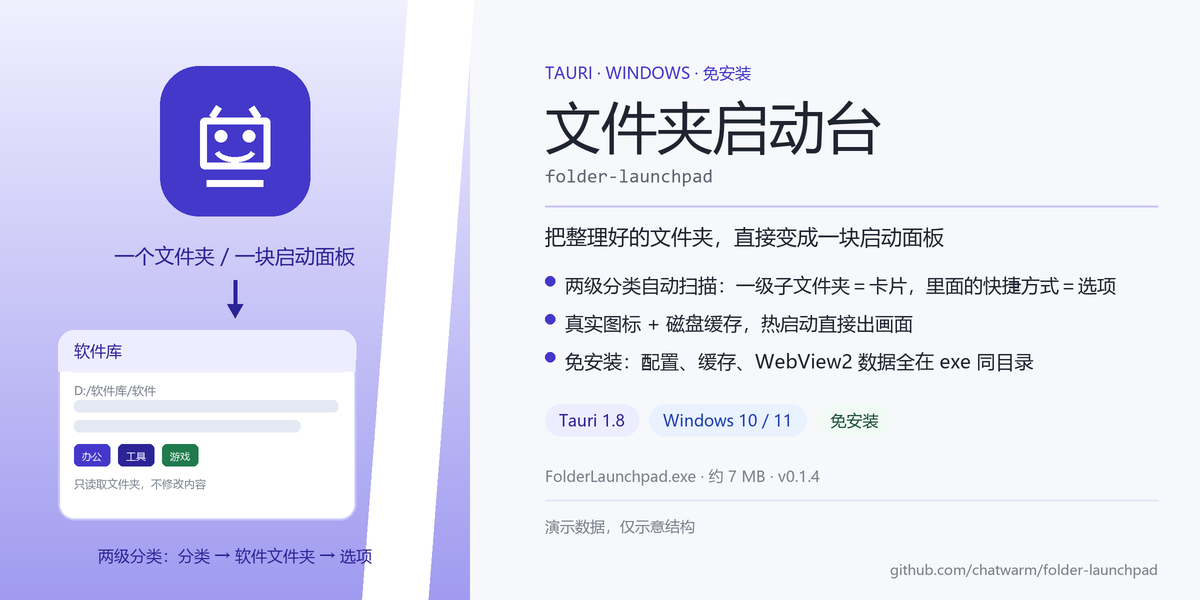 一个文件夹 / 一块启动面板
软件库
D:/软件库/软件
办公 工具 游戏
只读取文件夹，不修改内容
两级分类：分类 → 软件文件夹 → 选项
TAURI · WINDOWS · 免安装
文件夹启动台
folder-launchpad
把整理好的文件夹，直接变成一块启动面板
两级分类自动扫描：一级子文件夹＝卡片，里面的快捷方式＝选项
真实图标 + 磁盘缓存，热启动直接出画面
免安装：配置、缓存、WebView2 数据全在 exe 同目录
Tauri 1.8 Windows 10 / 11 免安装
FolderLaunchpad.exe · 约 7 MB · v0.1.4
演示数据，仅示意结构
github.com/chatwarm/folder-launchpad